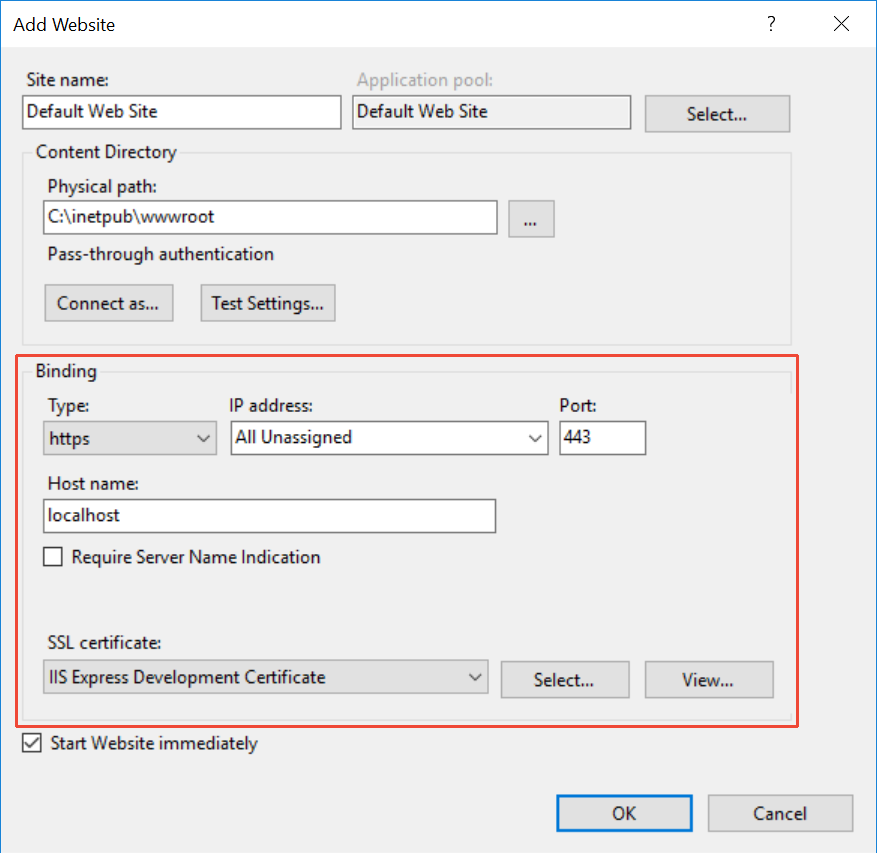 Add Website ?
Site name: Application pool:
Default Web Site Default Web Site Select...
Content Directory
Physical path:
C:\inetpub\wwwroot ...
Pass-through authentication
Connect as... Test Settings...
Binding
Type: IP address: Port:
https All Unassigned 443
Host name:
localhost
Require Server Name Indication
SSL certificate:
IIS Express Development Certificate Select... View...
Start Website immediately
OK Cancel